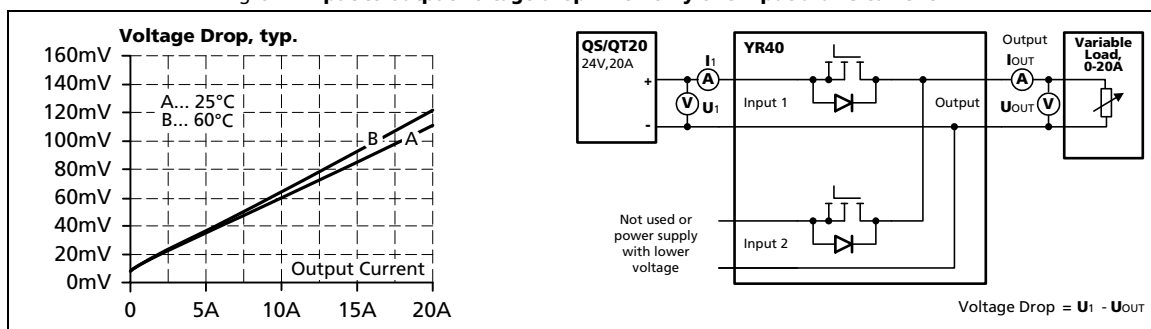 Voltage Drop, typ.
160mV
140mV
120mV
100mV
80mV
60mV
40mV
20mV
0mV
A... 25°C
B... 60°C
B
A
Output Current
0
5A
10A
15A
20A
QS/QT20
24V,20A
+
-
I1
A
V
U1
YR40
Input 1
Output
Input 2
Not used or
power supply
with lower
voltage
Output
IOUT
A
UOUT
V
Variable
Load,
0-20A
Voltage Drop = U1 - UOUT